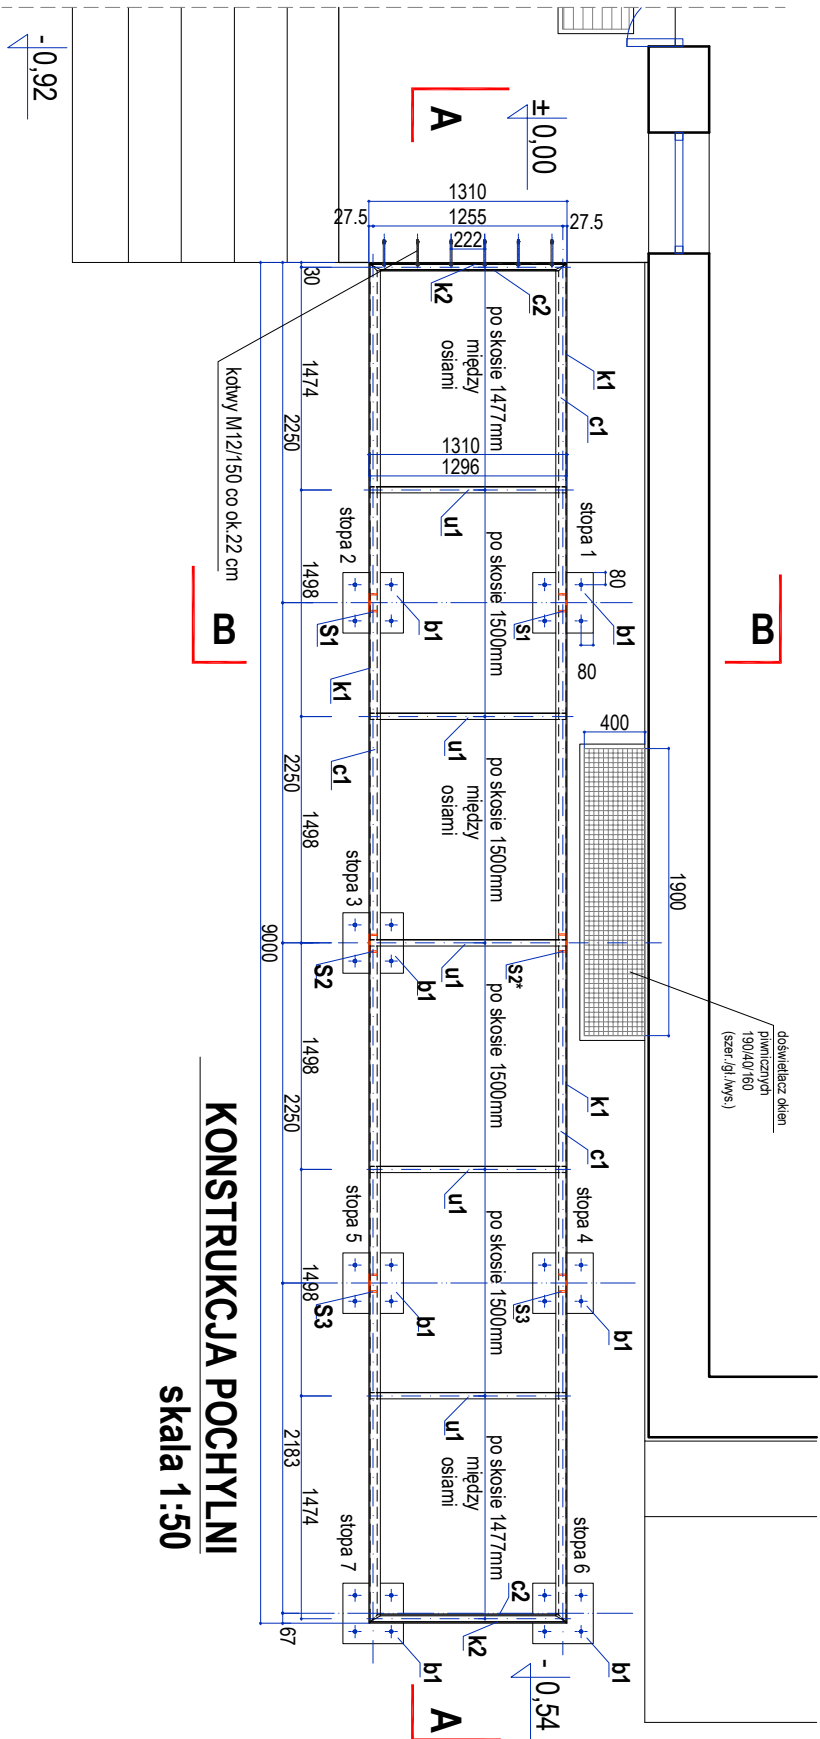 - 0,92
A
± 0,00
1310
27.5
1255
27.5
222
30
k2
c2
po skosie 1477mm
między
osiami
k1
c1
1474
2250
kotwy M12/150 co ok.22 cm
1310
1296
u1
stopa 2
stopa 1
80
1498
po skosie 1500mm
B
S1
b1
S1
b1
B
80
k1
u1
400
c1
2250
1498
po skosie 1500mm
między
osiami
1900
stopa 3
9000
S2
b1
u1
S2*
doświetlacz okien
piwnicznych
190/40/160
(szer./gł./wys.)
1498
2250
po skosie 1500mm
k1
c1
u1
stopa 5
stopa 4
1498
S3
b1
po skosie 1500mm
S3
b1
u1
2183
1474
po skosie 1477mm
między
osiami
stopa 7
stopa 6
c2
k2
67
b1
b1
- 0,54
A
KONSTRUKCJA POCHYLNI
skala 1:50